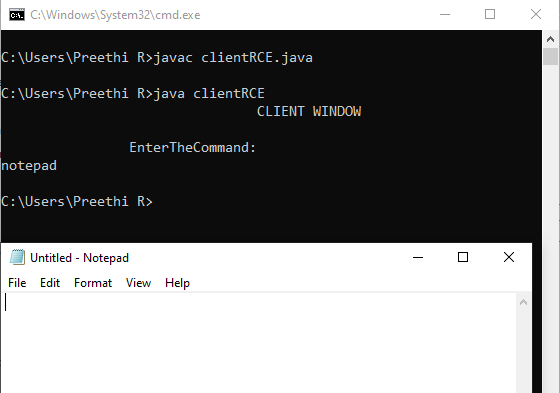 C:\Windows\System32\cmd.exe
C:\Users\Preethi R>javac clientRCE.java
C:\Users\Preethi R>java clientRCE
CLIENT WINDOW
EnterTheCommand:
notepad
C:\Users\Preethi R>
Untitled - Notepad
File Edit Format View Help